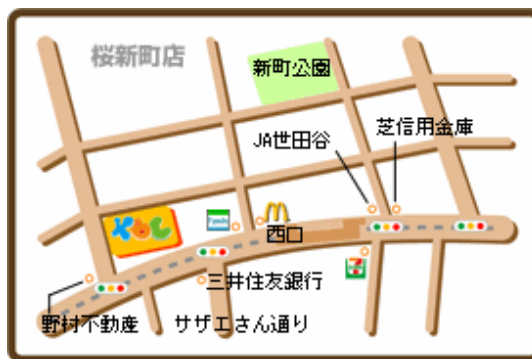 桜新町店
新町公園
芝信用金庫
JA世田谷
西口
三井住友銀行
野村不動産
サザエさん通り